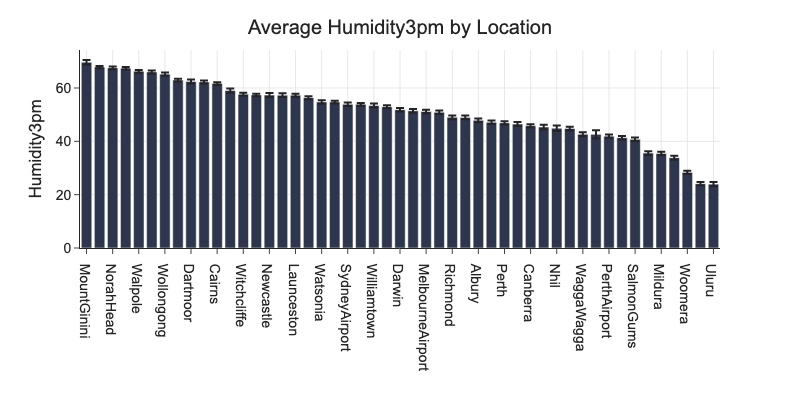 Average Humidity3pm by Location
Humidity3pm
60
40
20
0
MountGinini
NorahHead
Walpole
Wollongong
Dartmoor
Cairns
Witchcliffe
Newcastle
Launceston
Watsonia
SydneyAirport
Williamtown
Darwin
MelbourneAirport
Richmond
Albury
Perth
Canberra
Nhil
WaggaWagga
PerthAirport
SalmonGums
Mildura
Woomera
Uluru